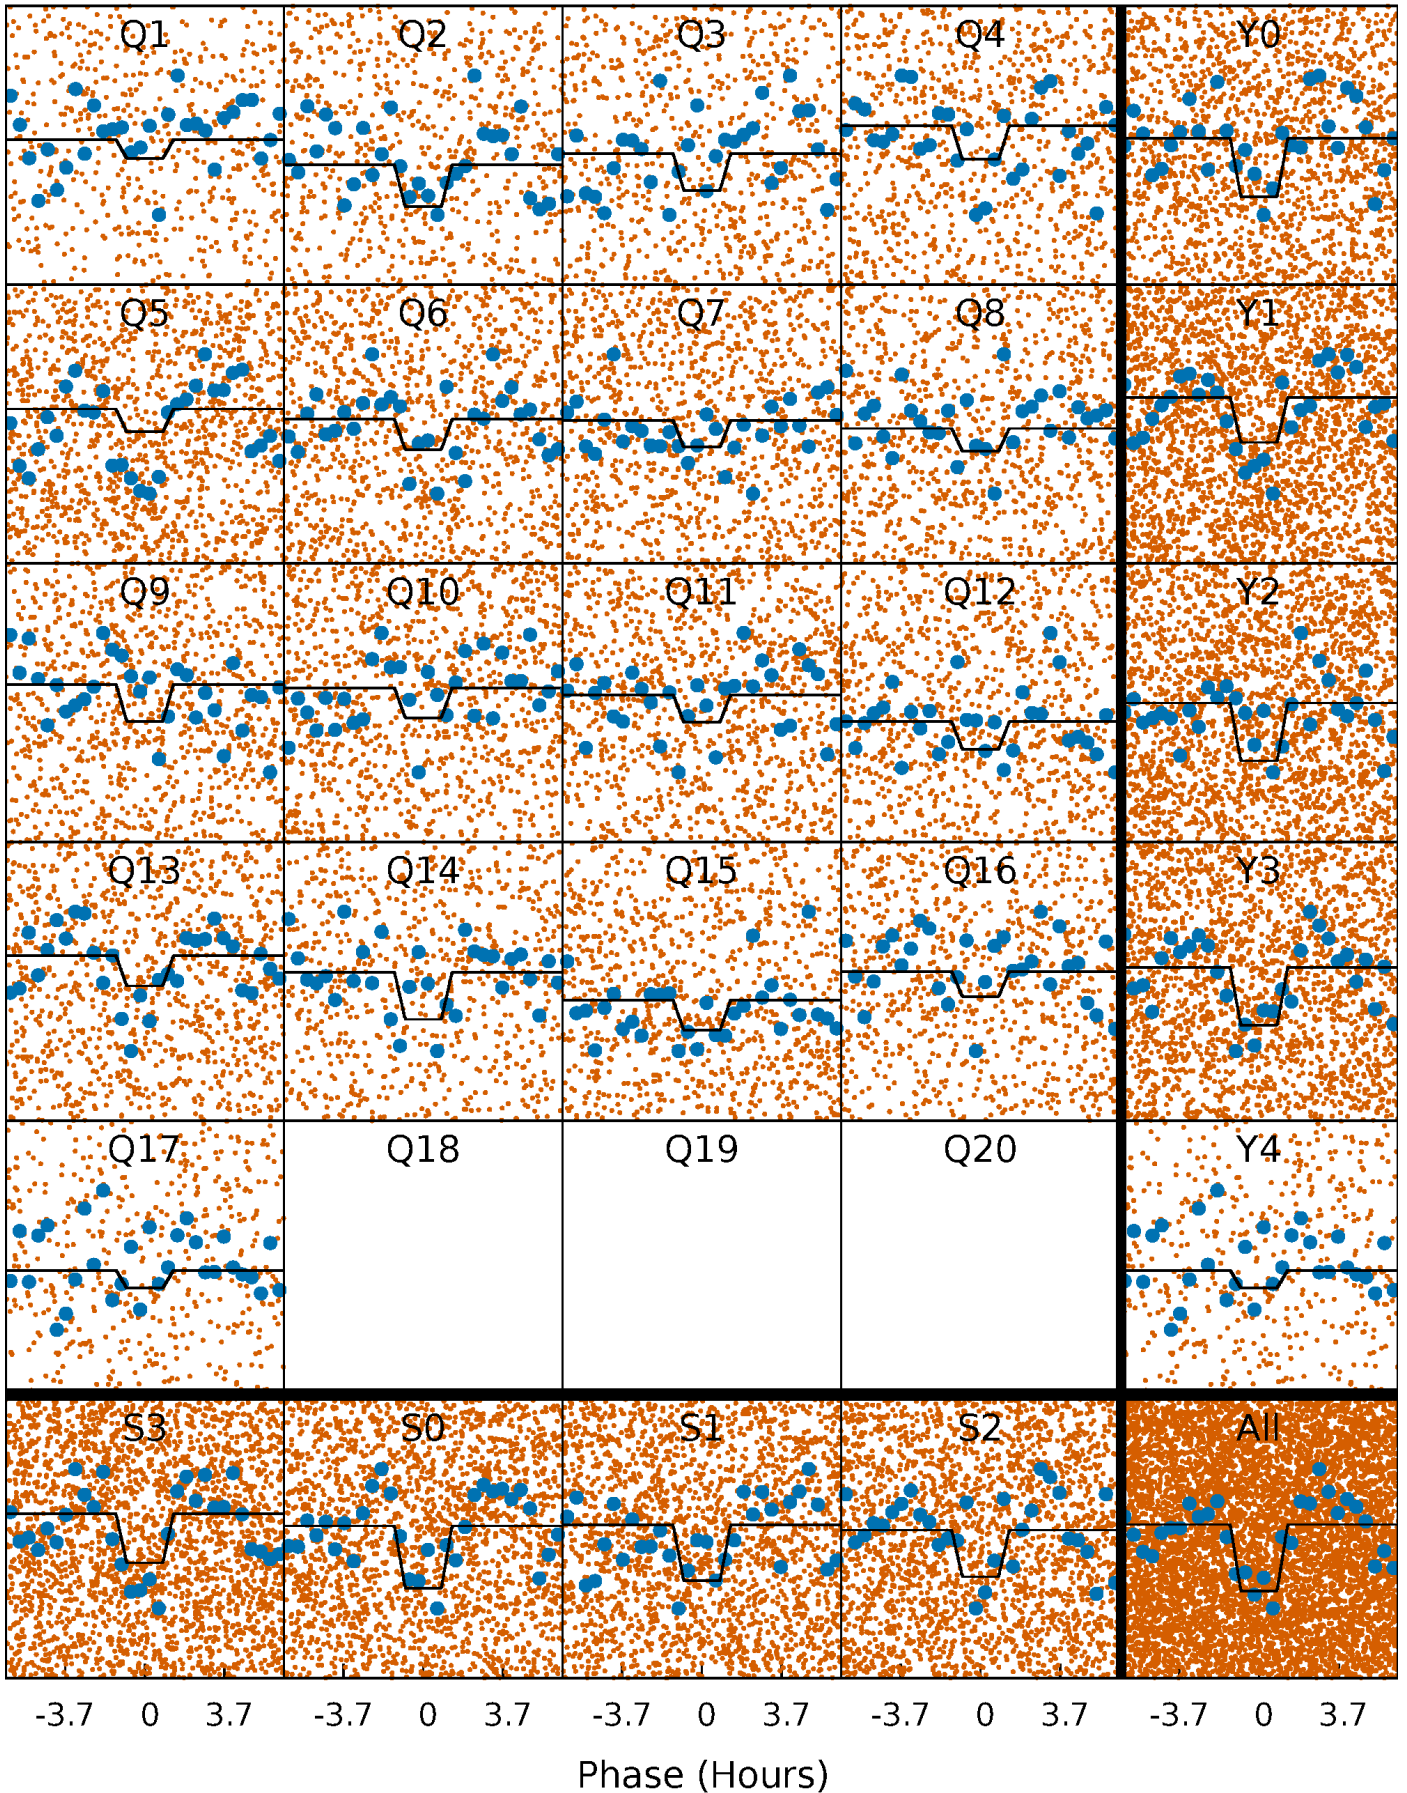 Q1 Q2 Q3 Q4 Y0
Q5 Q6 Q7 Q8 Y1
Q9 Q10 Q11 Q12 Y2
Q13 Q14 Q15 Q16 Y3
Q17 Q18 Q19 Q20 Y4
S3 S0 S1 S2 All
-3.7 0 3.7 -3.7 0 3.7 -3.7 0 3.7 -3.7 0 3.7 -3.7 0 3.7
Phase (Hours)